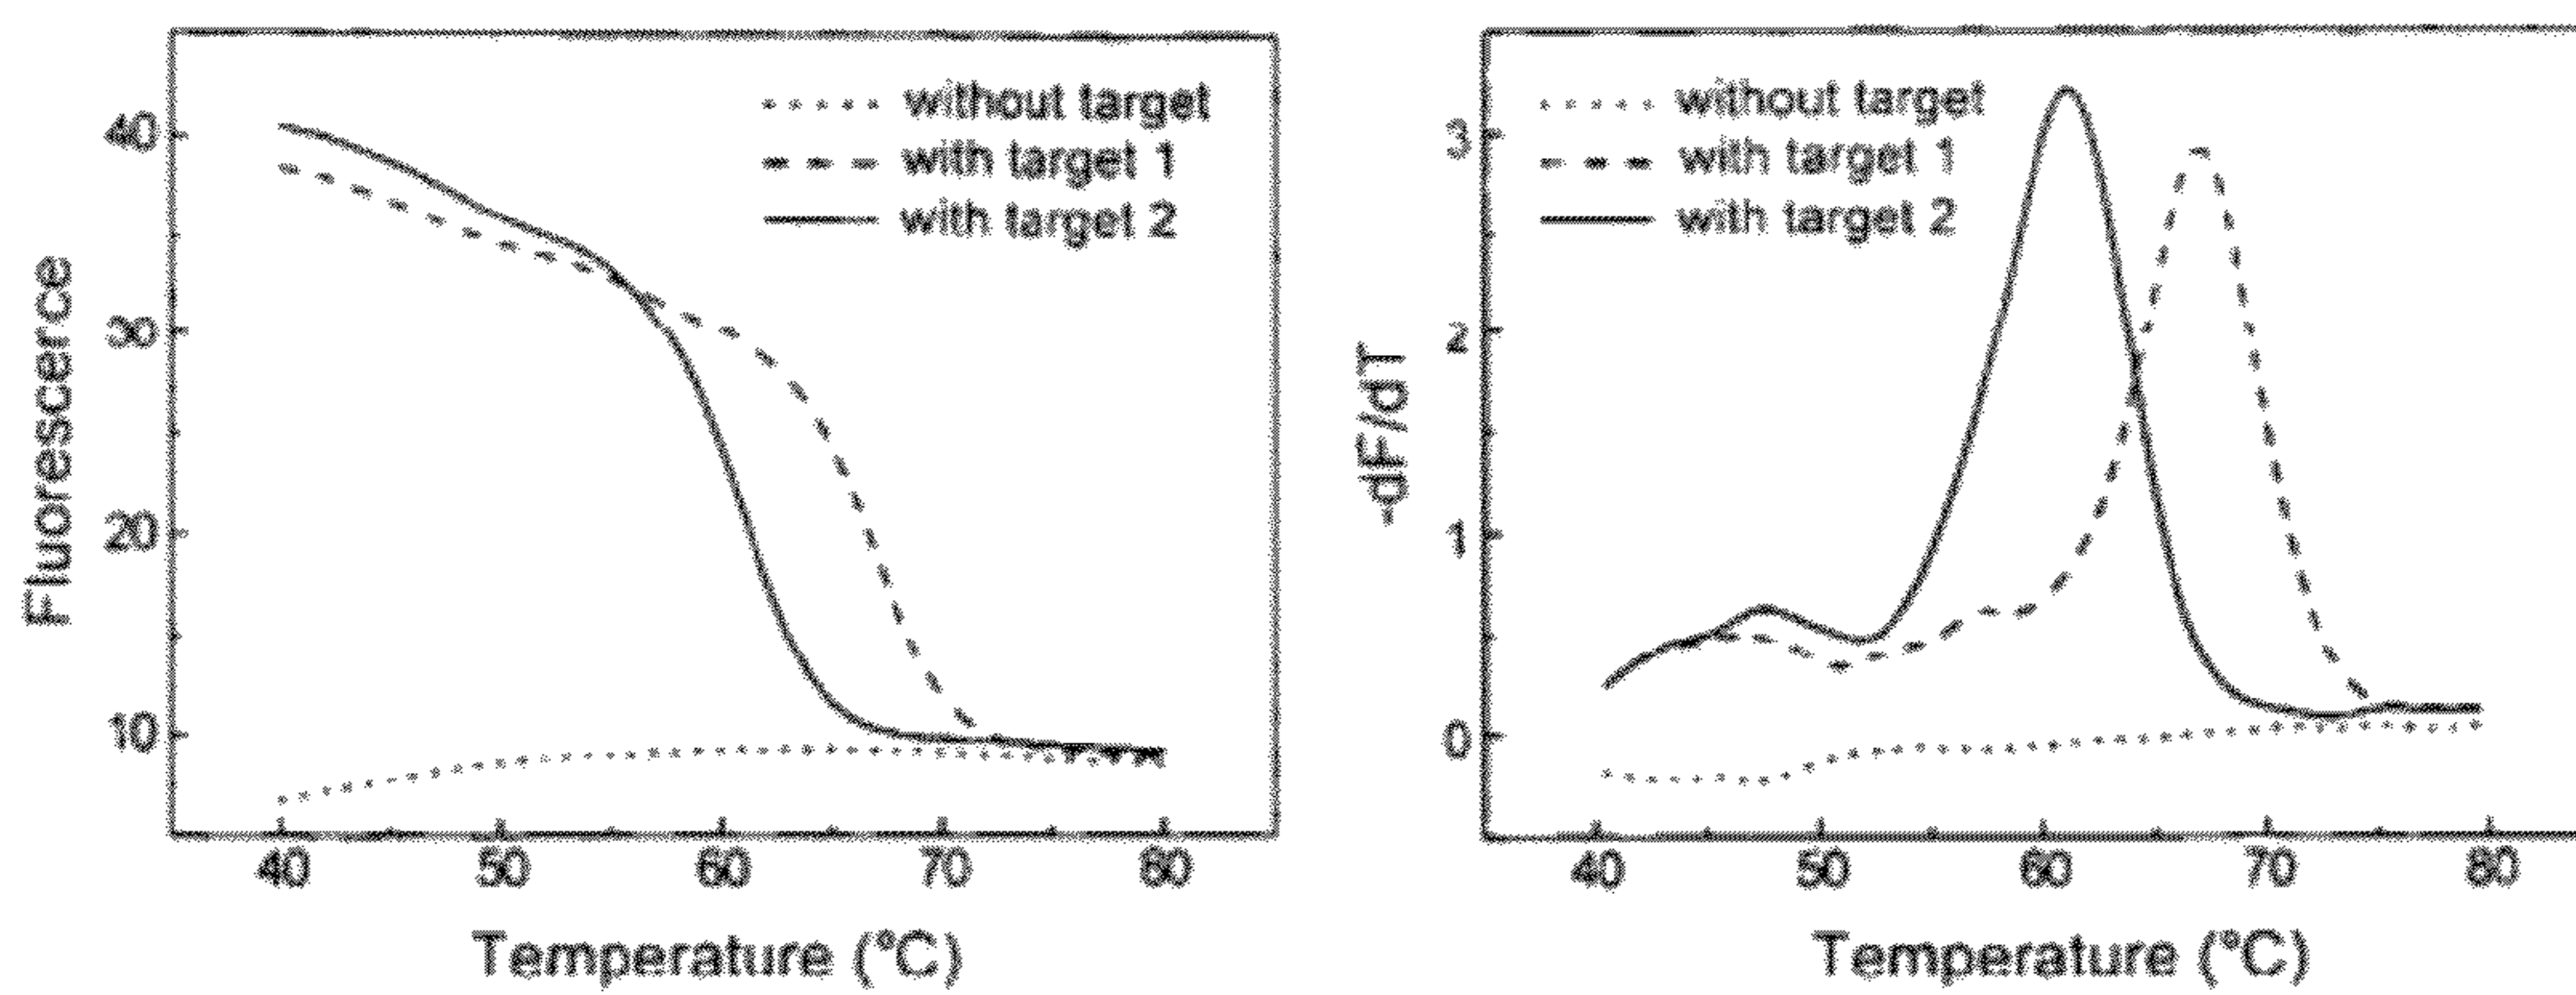 without target
with target 1
with target 2
40
30
20
10
Fluorescence
40 50 60 70 80
Temperature (°C)
without target
with target 1
with target 2
3
2
1
0
-dF/dT
40 50 60 70 80
Temperature (°C)